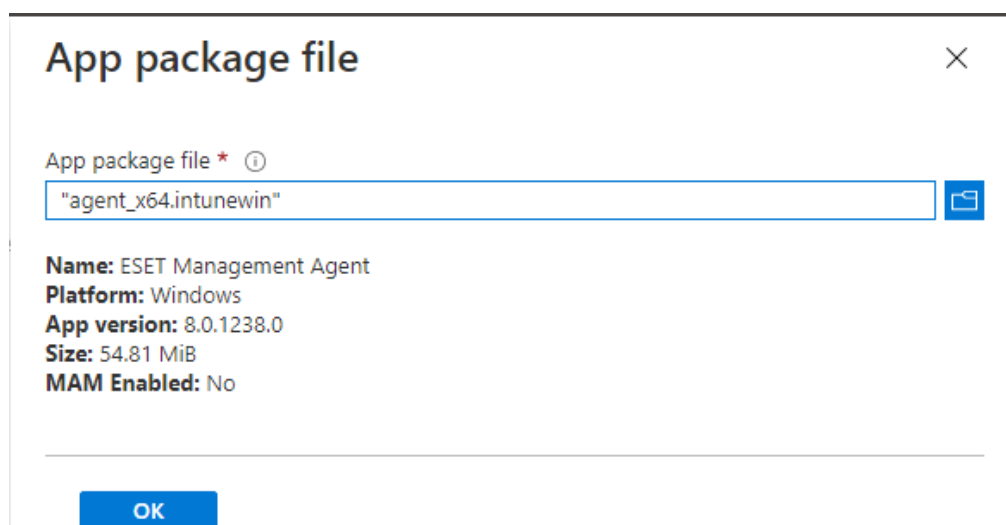 App package file
App package file *
"agent_x64.intunewin"
Name: ESET Management Agent
Platform: Windows
App version: 8.0.1238.0
Size: 54.81 MiB
MAM Enabled: No
OK